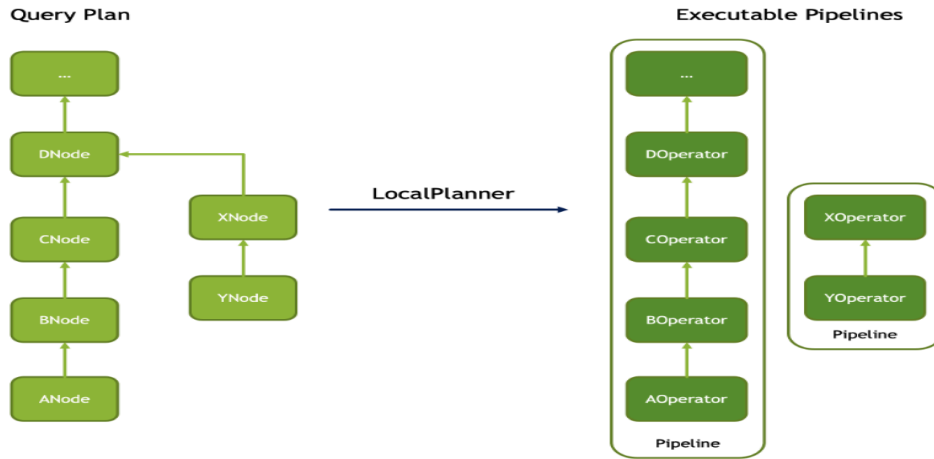 Query Plan
Executable Pipelines
...
DNode
CNode
BNode
ANode
XNode
YNode
LocalPlanner
...
DOperator
COperator
BOperator
AOperator
Pipeline
XOperator
YOperator
Pipeline